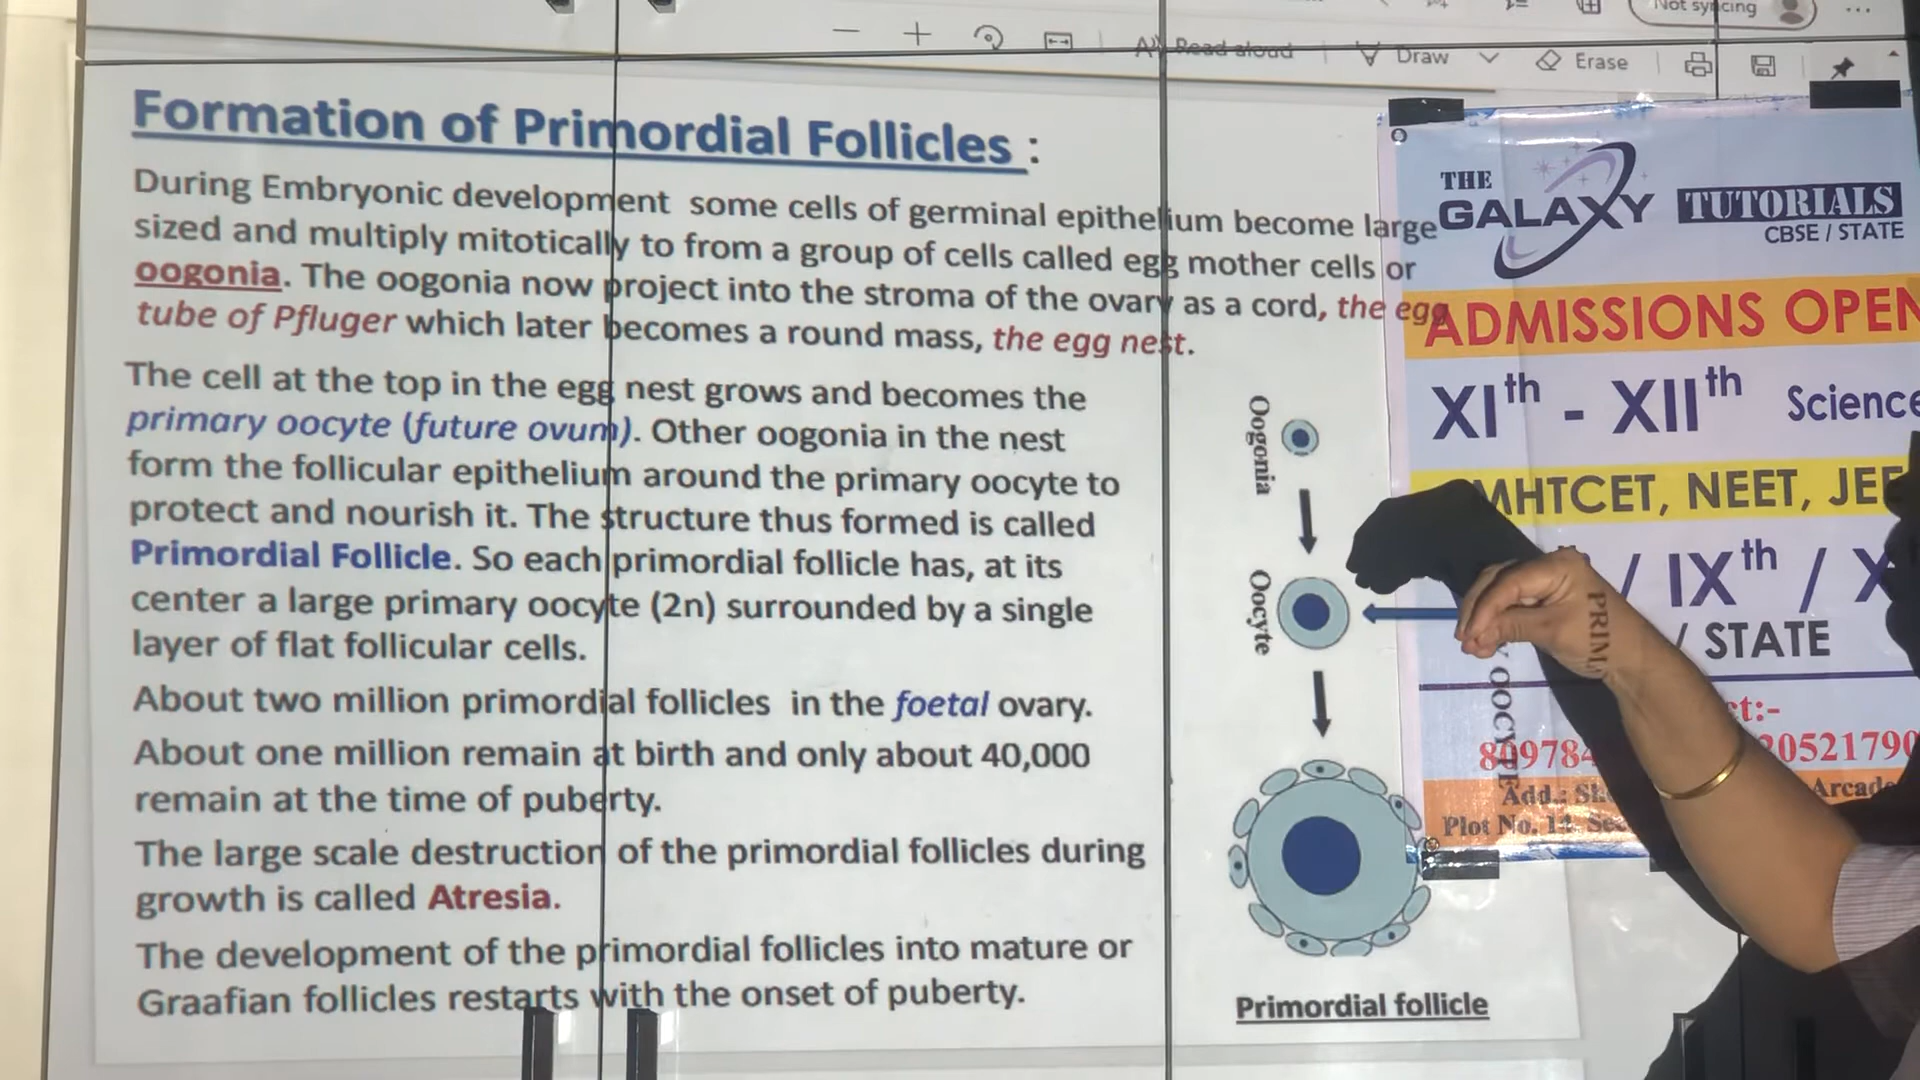 Not syncing
Read aloud
Draw
Erase
Formation of Primordial Follicles :
During Embryonic development some cells of germinal epithelium become large
sized and multiply mitotically to from a group of cells called egg mother cells or
oogonia. The oogonia now project into the stroma of the ovary as a cord, the egg
tube of Pfluger which later becomes a round mass, the egg nest.
The cell at the top in the egg nest grows and becomes the
primary oocyte (future ovum). Other oogonia in the nest
form the follicular epithelium around the primary oocyte to
protect and nourish it. The structure thus formed is called
Primordial Follicle. So each primordial follicle has, at its
center a large primary oocyte (2n) surrounded by a single
layer of flat follicular cells.
About two million primordial follicles in the foetal ovary.
About one million remain at birth and only about 40,000
remain at the time of puberty.
The large scale destruction of the primordial follicles during
growth is called Atresia.
The development of the primordial follicles into mature or
Graafian follicles restarts with the onset of puberty.
Oogonia
Oocyte
OOCYTE
Primordial follicle
THE
GALAXY TUTORIALS
CBSE / STATE
ADMISSIONS OPEN
XIth - XIIth Science
MHTCET, NEET, JEE
/ IXth / X
/ STATE
Add.:
Arcade
Plot No.